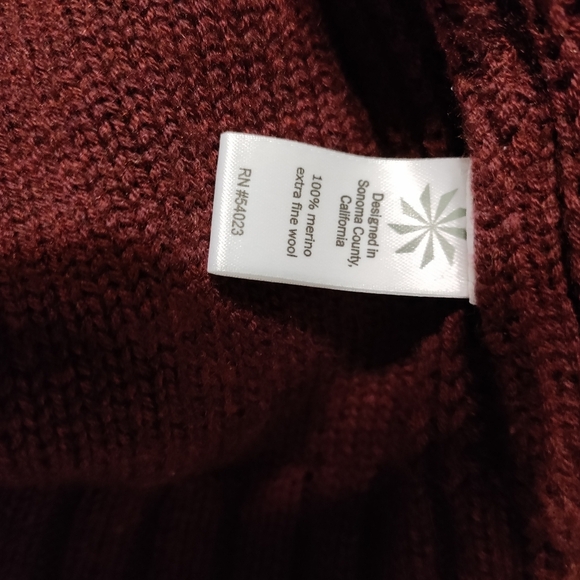 Designed in
Sonoma County,
California
100% merino
extra fine wool
RN #54023